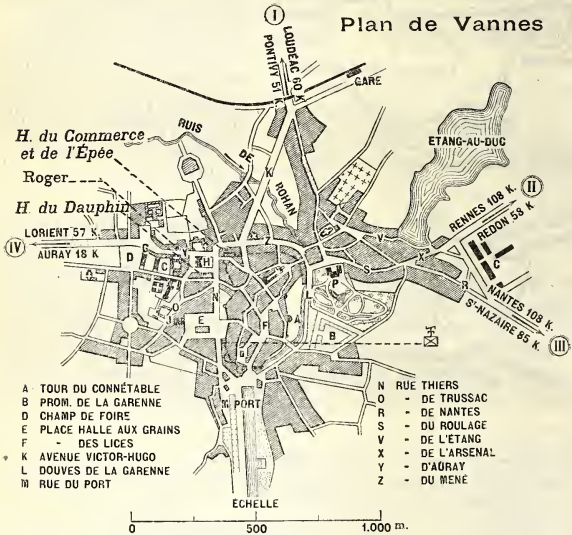 Plan de Vannes
I
LOUDÉAC 60 K.
PONTIVY 51 K.
GARE
RUIS
DE
ROHAN
K
ETANG-AU-DUC
H. du Commerce
et de l'Épée
Roger
H. du Dauphin
II
RENNES 108 K.
REDON 58 K.
LORIENT 57 K.
IV
AURAY 18 K
D
C
C
H
Z
V
X
S
P
R
C
NANTES 108 K.
St-NAZAIRE 85 K.
III
O
N
E
F
A
B
M PORT
A TOUR DU CONNÉTABLE
B PROM. DE LA GARENNE
D CHAMP DE FOIRE
E PLACE HALLE AUX GRAINS
F - DES LICES
K AVENUE VICTOR-HUGO
L DOUVES DE LA GARENNE
M RUE DU PORT
N RUE THIERS
O - DE TRUSSAC
R - DE NANTES
S - DU ROULAGE
V - DE L'ETANG
X - DE L'ARSENAL
Y - D'AURAY
Z - DU MENÉ
ÉCHELLE
0 500 1.000 m.